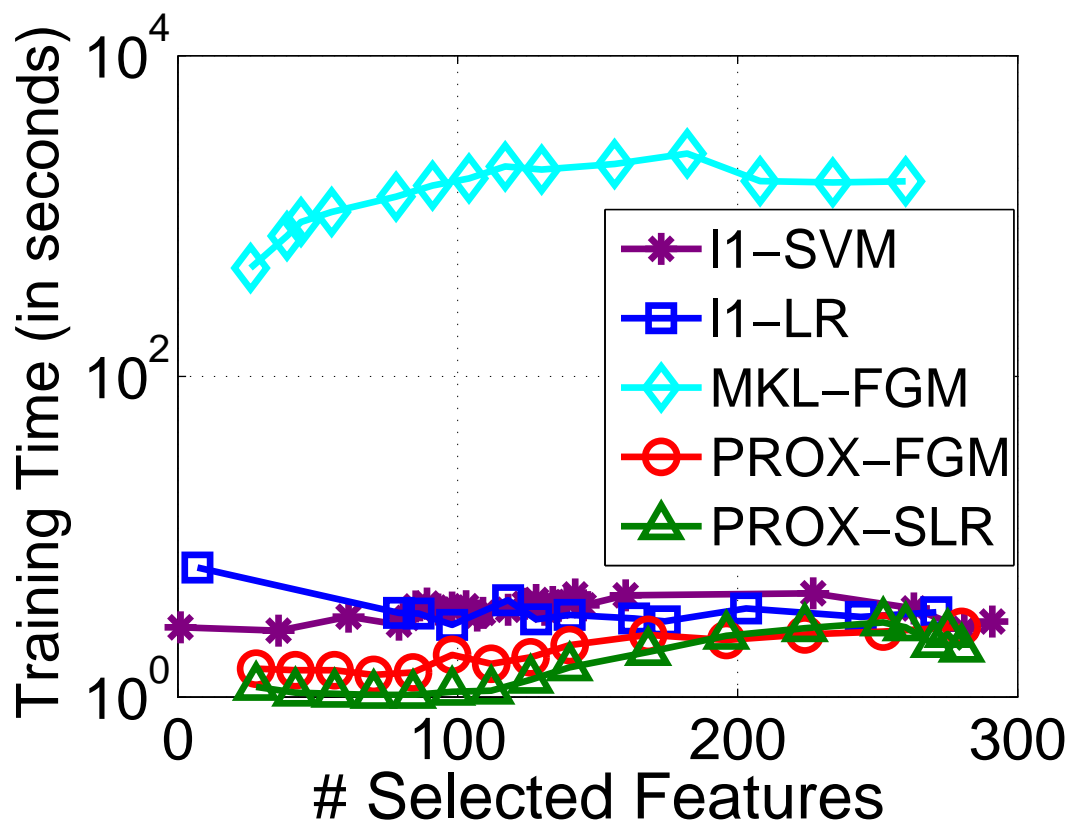 Training Time (in seconds)
10^4
10^2
10^0
l1−SVM
l1−LR
MKL−FGM
PROX−FGM
PROX−SLR
0 100 200 300
# Selected Features